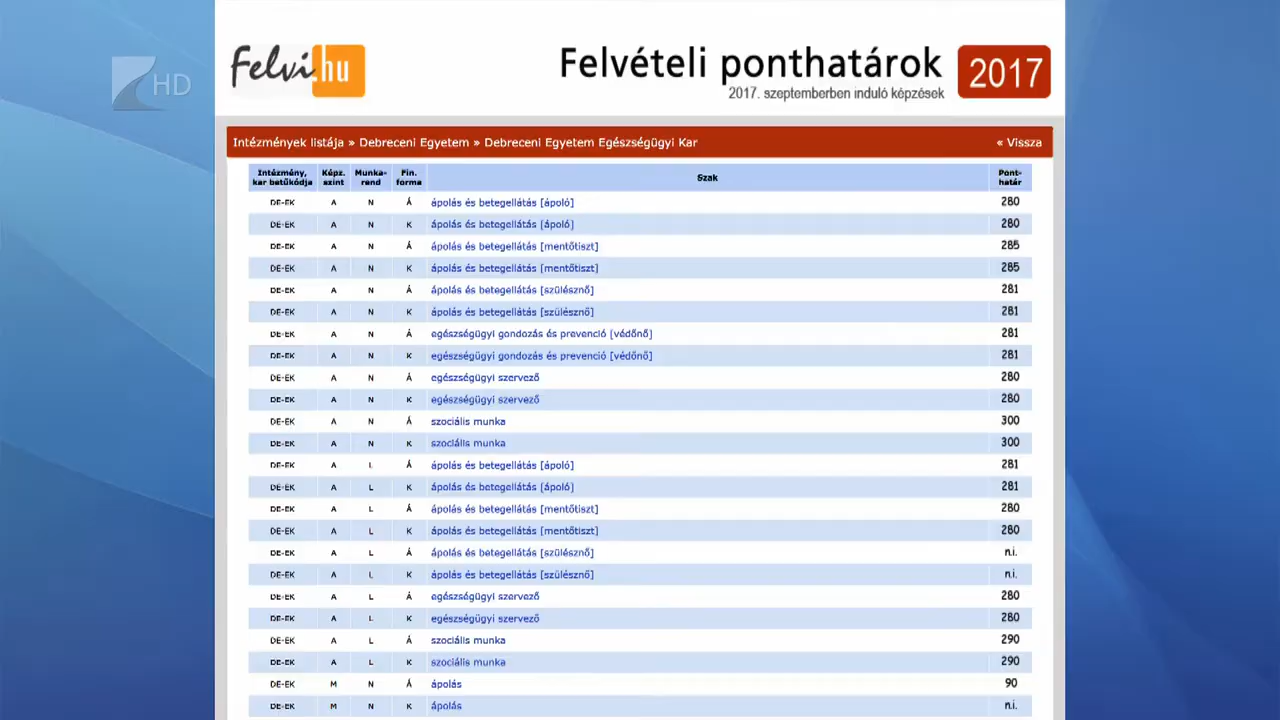 HD
Felvi.hu
Felvételi ponthatárok 2017
2017. szeptemberben induló képzések
Intézmények listája » Debreceni Egyetem » Debreceni Egyetem Egészségügyi Kar « Vissza
Intézmény, kar betűkódja Képz. szint Munka-rend Fin. forma Szak Pont-határ
DE-EK A N Á ápolás és betegellátás [ápoló] 280
DE-EK A N K ápolás és betegellátás [ápoló] 280
DE-EK A N Á ápolás és betegellátás [mentőtiszt] 285
DE-EK A N K ápolás és betegellátás [mentőtiszt] 285
DE-EK A N Á ápolás és betegellátás [szülésznő] 281
DE-EK A N K ápolás és betegellátás [szülésznő] 281
DE-EK A N Á egészségügyi gondozás és prevenció [védőnő] 281
DE-EK A N K egészségügyi gondozás és prevenció [védőnő] 281
DE-EK A N Á egészségügyi szervező 280
DE-EK A N K egészségügyi szervező 280
DE-EK A N Á szociális munka 300
DE-EK A N K szociális munka 300
DE-EK A L Á ápolás és betegellátás [ápoló] 281
DE-EK A L K ápolás és betegellátás [ápoló] 281
DE-EK A L Á ápolás és betegellátás [mentőtiszt] 280
DE-EK A L K ápolás és betegellátás [mentőtiszt] 280
DE-EK A L Á ápolás és betegellátás [szülésznő] n.i.
DE-EK A L K ápolás és betegellátás [szülésznő] n.i.
DE-EK A L Á egészségügyi szervező 280
DE-EK A L K egészségügyi szervező 280
DE-EK A L Á szociális munka 290
DE-EK A L K szociális munka 290
DE-EK M N Á ápolás 90
DE-EK M N K ápolás n.i.